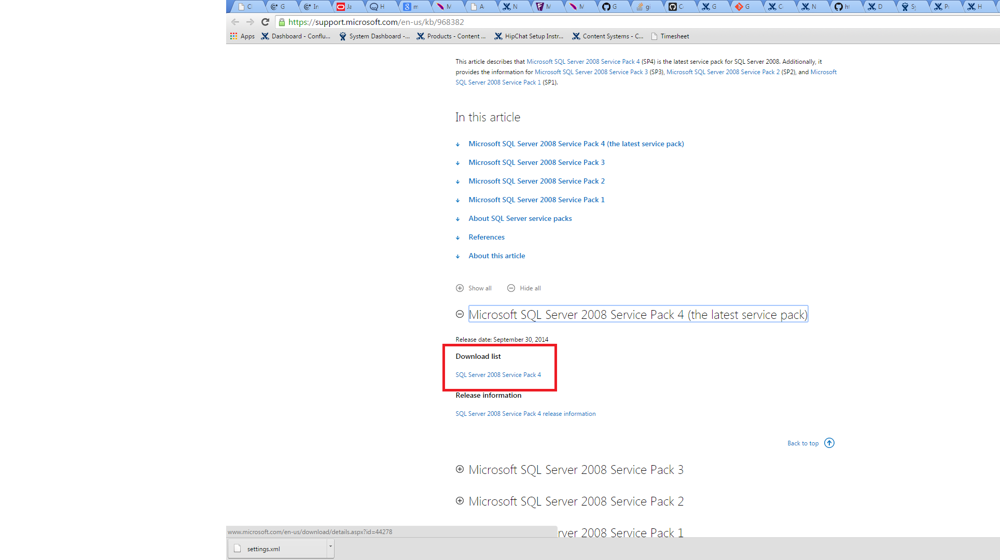 Cl G In Ja H m M A N M M G gi C G G C N ht D Sy Pr H
https://support.microsoft.com/en-us/kb/968382
Apps Dashboard - Conflu... System Dashboard -... Products - Content ... HipChat Setup Instr... Content Systems - C... Timesheet
This article describes that Microsoft SQL Server 2008 Service Pack 4 (SP4) is the latest service pack for SQL Server 2008. Additionally, it
provides the information for Microsoft SQL Server 2008 Service Pack 3 (SP3), Microsoft SQL Server 2008 Service Pack 2 (SP2), and Microsoft
SQL Server 2008 Service Pack 1 (SP1).
In this article
Microsoft SQL Server 2008 Service Pack 4 (the latest service pack)
Microsoft SQL Server 2008 Service Pack 3
Microsoft SQL Server 2008 Service Pack 2
Microsoft SQL Server 2008 Service Pack 1
About SQL Server service packs
References
About this article
Show all Hide all
Microsoft SQL Server 2008 Service Pack 4 (the latest service pack)
Release date: September 30, 2014
Download list
SQL Server 2008 Service Pack 4
Release information
SQL Server 2008 Service Pack 4 release information
Back to top
Microsoft SQL Server 2008 Service Pack 3
Microsoft SQL Server 2008 Service Pack 2
rver 2008 Service Pack 1
www.microsoft.com/en-us/download/details.aspx?id=44278
settings.xml